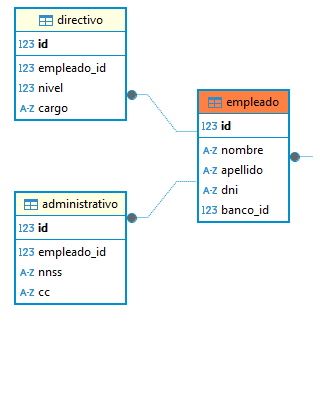 directivo
123 id
123 empleado_id
123 nivel
A-Z cargo
empleado
123 id
A-Z nombre
A-Z apellido
A-Z dni
123 banco_id
administrativo
123 id
123 empleado_id
A-Z nnss
A-Z cc